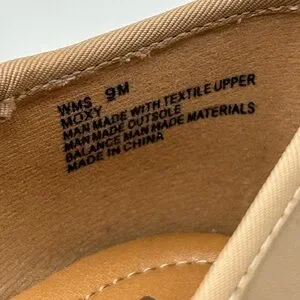 WMS 9M
MOXY
MAN MADE WITH TEXTILE UPPER
MAN MADE OUTSOLE
BALANCE MAN MADE MATERIALS
MADE IN CHINA